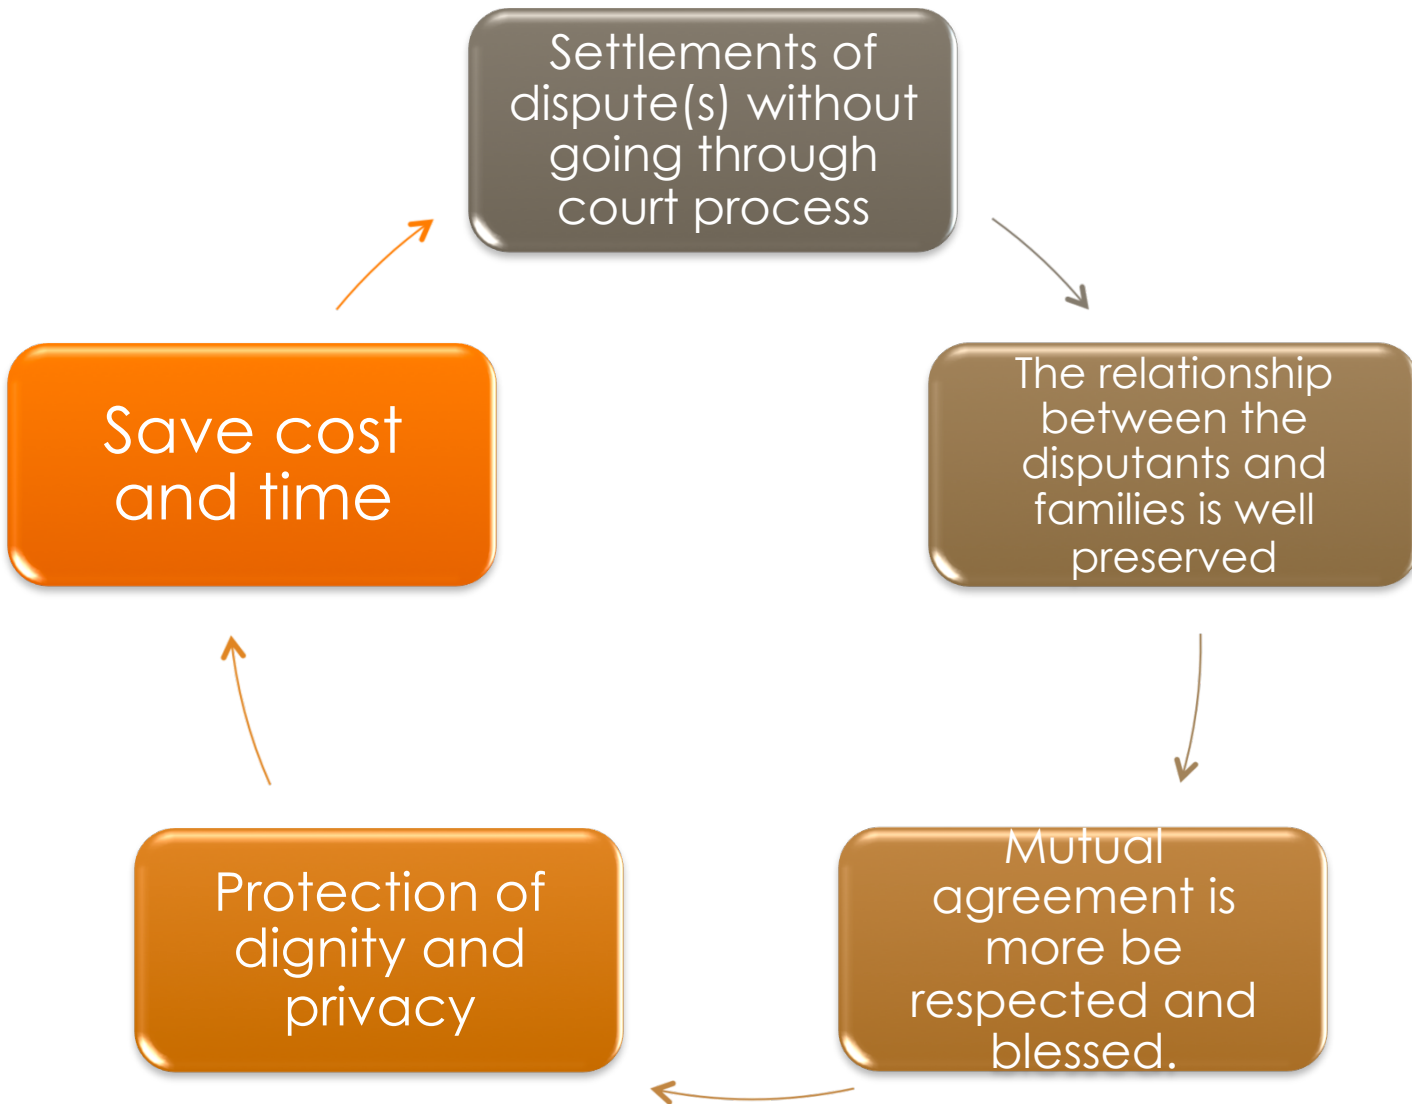 Settlements of
dispute(s) without
going through
court process
The relationship
between the
disputants and
families is well
preserved
Mutual
agreement is
more be
respected and
blessed.
Protection of
dignity and
privacy
Save cost
and time